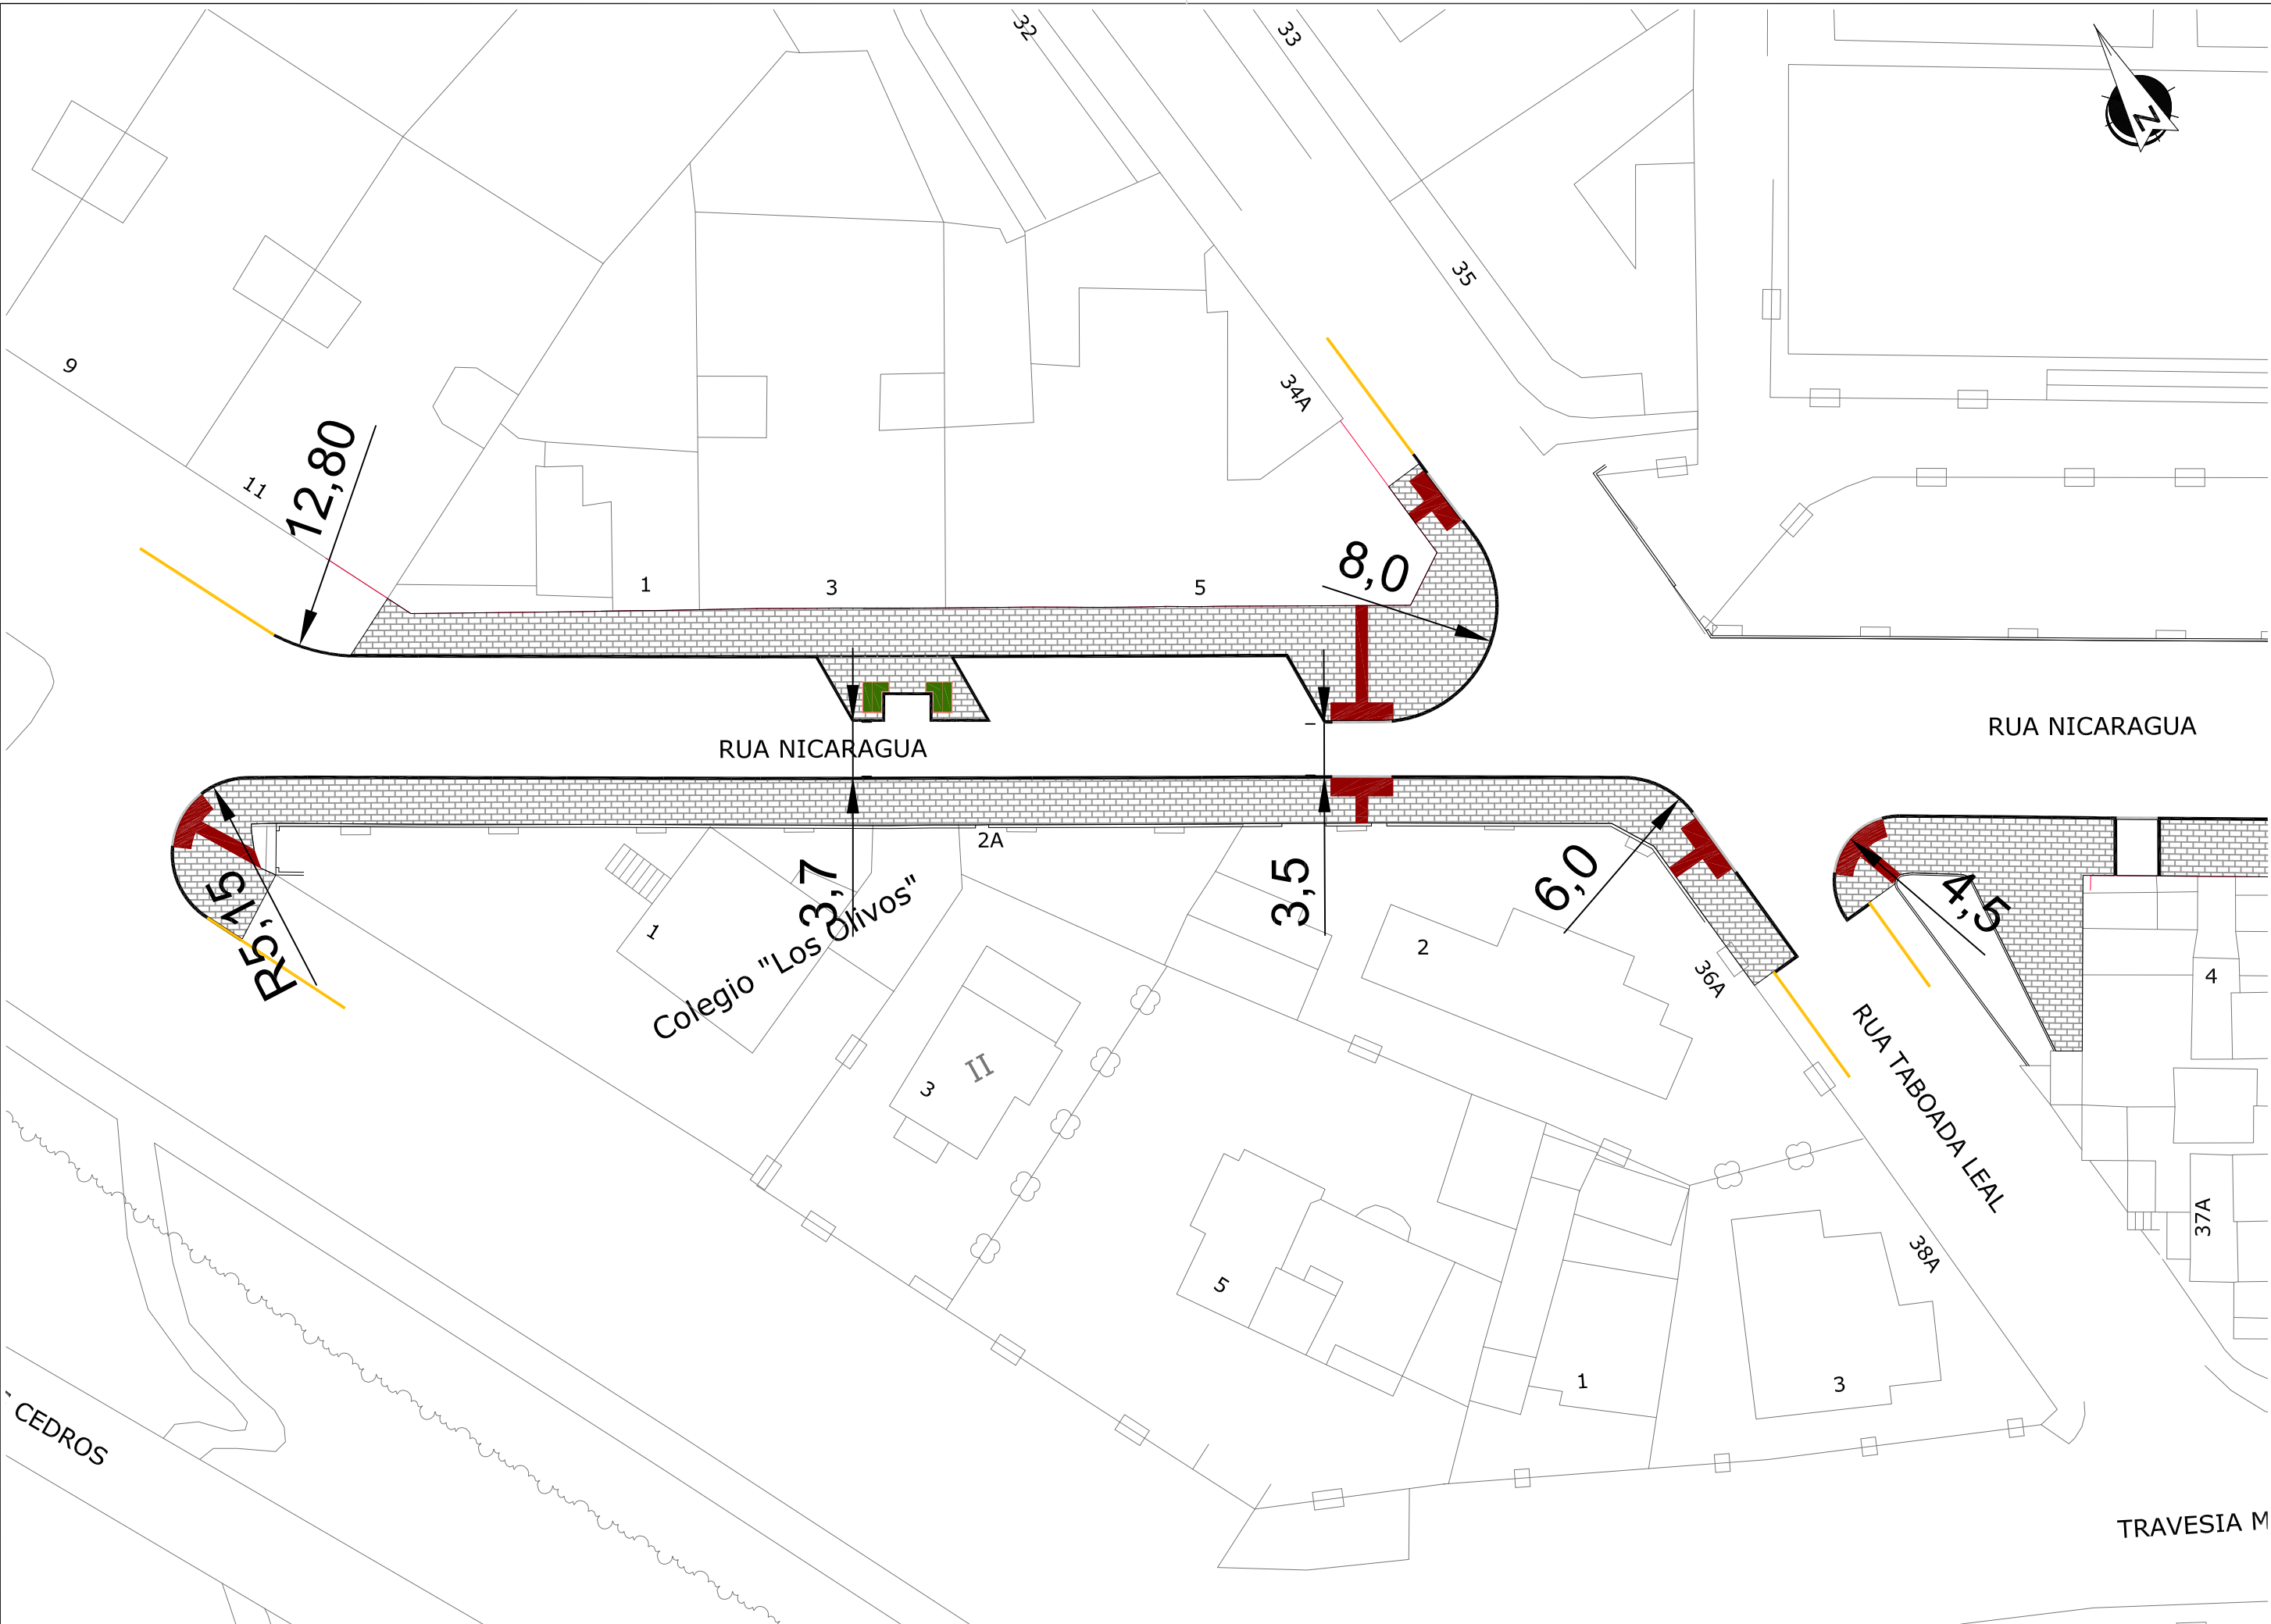 32
33
N
35
9
34A
12,80
11
8,0
1
3
5
RUA NICARAGUA
RUA NICARAGUA
2A
R5,15
3,7
3,5
6,0
4,5
1
Colegio "Los Olivos"
2
36A
4
3
II
RUA TABOADA LEAL
37A
38A
5
1
3
CEDROS
TRAVESIA M